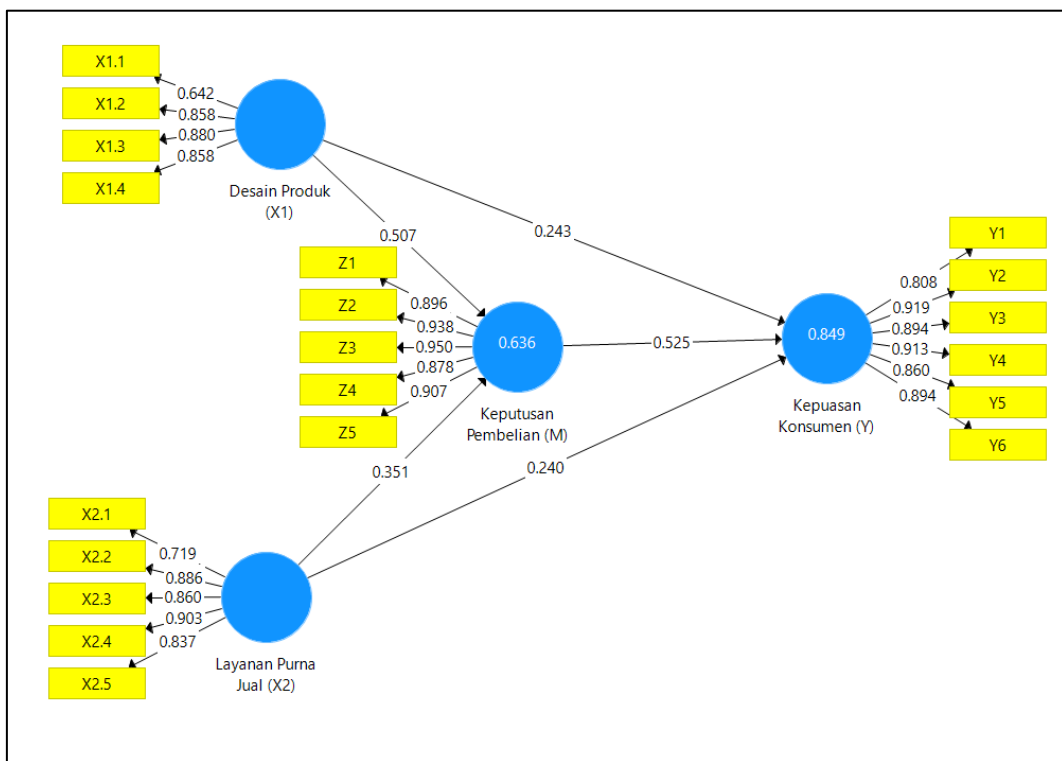 X1.1
0.642
X1.2
0.858
X1.3
0.880
X1.4
0.858
Desain Produk
(X1)
0.507
0.243
Z1
0.896
Z2
0.938
Z3
0.950
Z4
0.878
Z5
0.907
0.636
Keputusan
Pembelian (M)
0.525
0.849
Kepuasan
Konsumen (Y)
Y1
0.808
Y2
0.919
Y3
0.894
Y4
0.913
Y5
0.860
Y6
0.894
0.351
0.240
X2.1
0.719
X2.2
0.886
X2.3
0.860
X2.4
0.903
X2.5
0.837
Layanan Purna
Jual (X2)